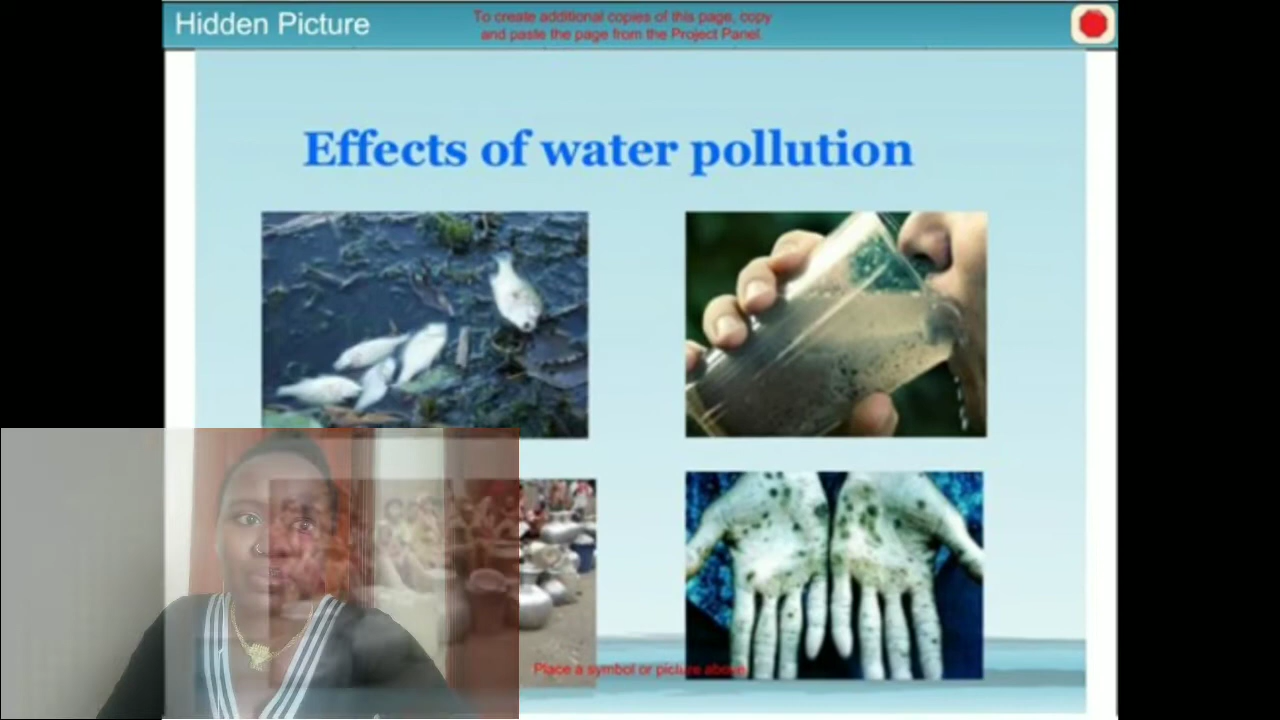 Hidden Picture
To create additional copies of this page, copy
and paste the page from the Project Panel.
Effects of water pollution
Place a symbol or picture above